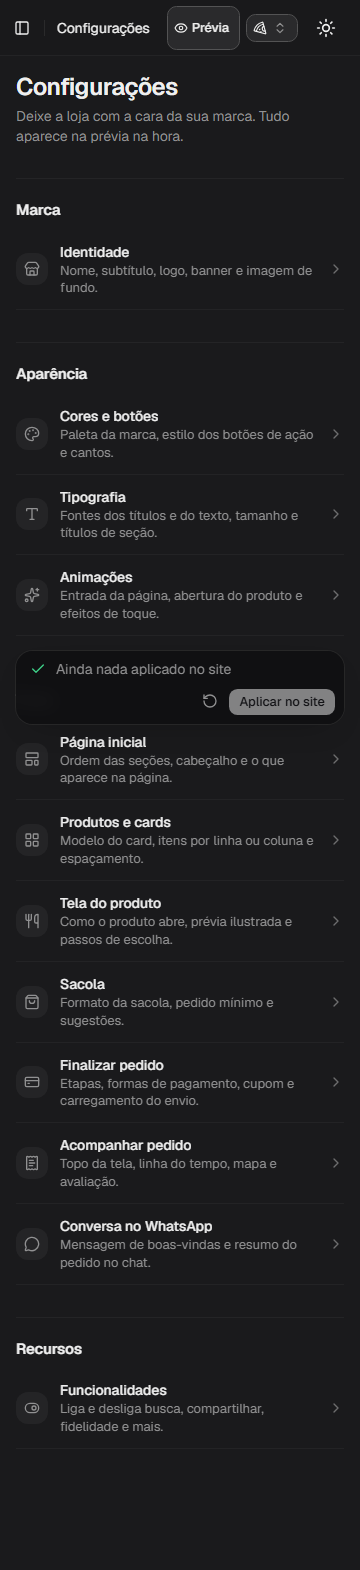 Configurações
Prévia
Configurações
Deixe a loja com a cara da sua marca. Tudo
aparece na prévia na hora.
Marca
Identidade
Nome, subtítulo, logo, banner e imagem de
fundo.
Aparência
Cores e botões
Paleta da marca, estilo dos botões de ação
e cantos.
Tipografia
Fontes dos títulos e do texto, tamanho e
títulos de seção.
Animações
Entrada da página, abertura do produto e
efeitos de toque.
Ainda nada aplicado no site
Aplicar no site
Página inicial
Ordem das seções, cabeçalho e o que
aparece na página.
Produtos e cards
Modelo do card, itens por linha ou coluna e
espaçamento.
Tela do produto
Como o produto abre, prévia ilustrada e
passos de escolha.
Sacola
Formato da sacola, pedido mínimo e
sugestões.
Finalizar pedido
Etapas, formas de pagamento, cupom e
carregamento do envio.
Acompanhar pedido
Topo da tela, linha do tempo, mapa e
avaliação.
Conversa no WhatsApp
Mensagem de boas-vindas e resumo do
pedido no chat.
Recursos
Funcionalidades
Liga e desliga busca, compartilhar,
fidelidade e mais.